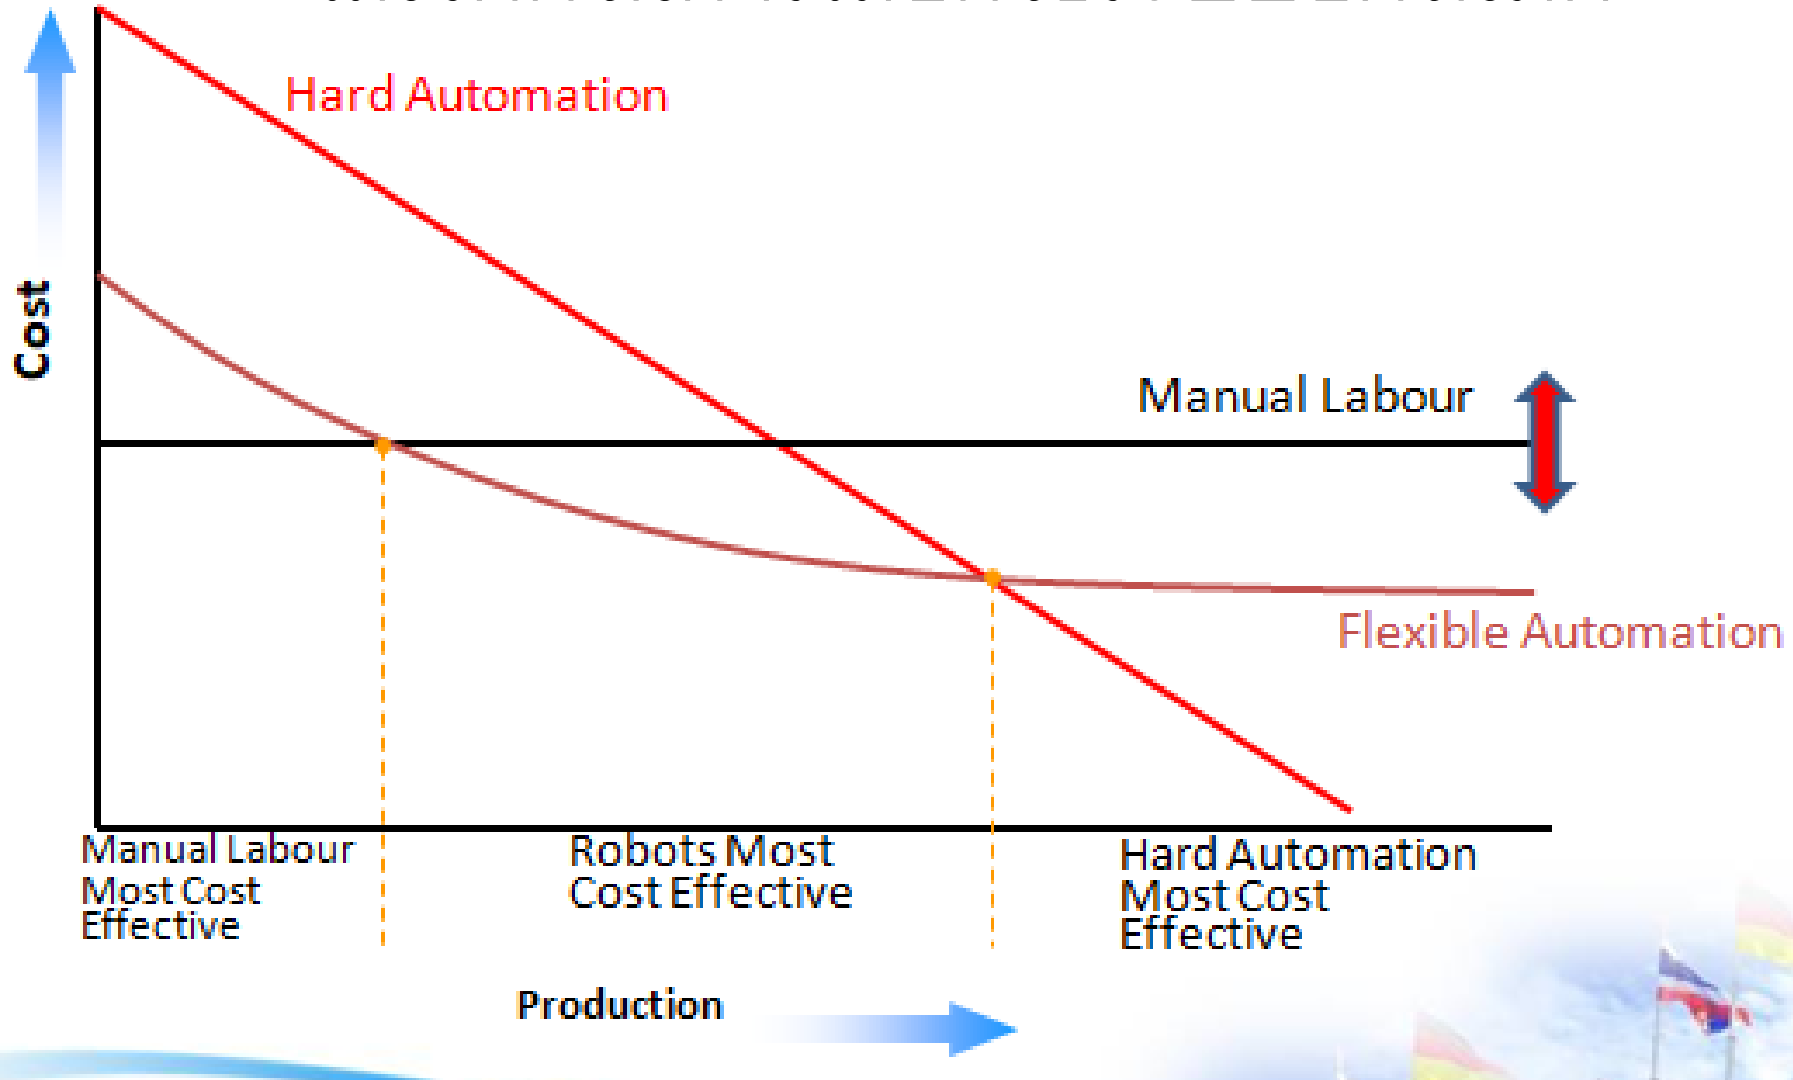 Hard Automation
Cost
Manual Labour
Flexible Automation
Manual Labour
Most Cost
Effective
Robots Most
Cost Effective
Hard Automation
Most Cost
Effective
Production